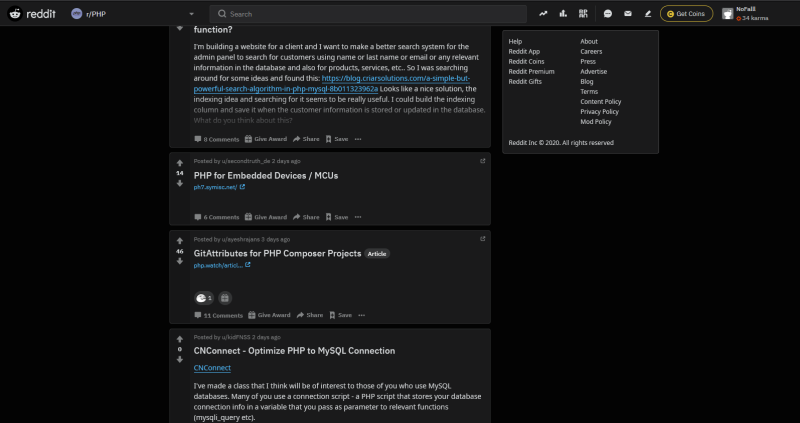 reddit
r/PHP
Search
Get Coins
34 karma
function?
I'm building a website for a client and I want to make a better search system for the
admin panel to search for customers using name or last name or email or any relevant
information in the database and also for products, services, etc.. So I was searching
around for some ideas and found this: https://blog.criarsolutions.com/a-simple-but-
powerful-search-algorithm-in-php-mysql-8b011323962a Looks like a nice solution, the
indexing idea and searching for it seems to be really useful. I could build the indexing
column and save it when the customer information is stored or updated in the database.
What do you think about this?
8 Comments Give Award Share Save
Posted by u/secondtruth_de 2 days ago
14
PHP for Embedded Devices / MCUs
ph7.aymisc.net/
6 Comments Give Award Share Save
Posted by u/ayeshrajans 3 days ago
46
GitAttributes for PHP Composer Projects Article
php.watch/articl...
1
11 Comments Give Award Share Save
Posted by u/kidFNSS 2 days ago
0
CNConnect - Optimize PHP to MySQL Connection
CNConnect
I've made a class that I think will be of interest to those of you who use MySQL
databases. Many of you use a connection script - a PHP script that stores your database
connection info in a variable that you pass as parameter to relevant functions
(mysqli_query etc).
Help About
Reddit App Careers
Reddit Coins Press
Reddit Premium Advertise
Reddit Gifts Blog
Terms
Content Policy
Privacy Policy
Mod Policy
Reddit Inc © 2020. All rights reserved